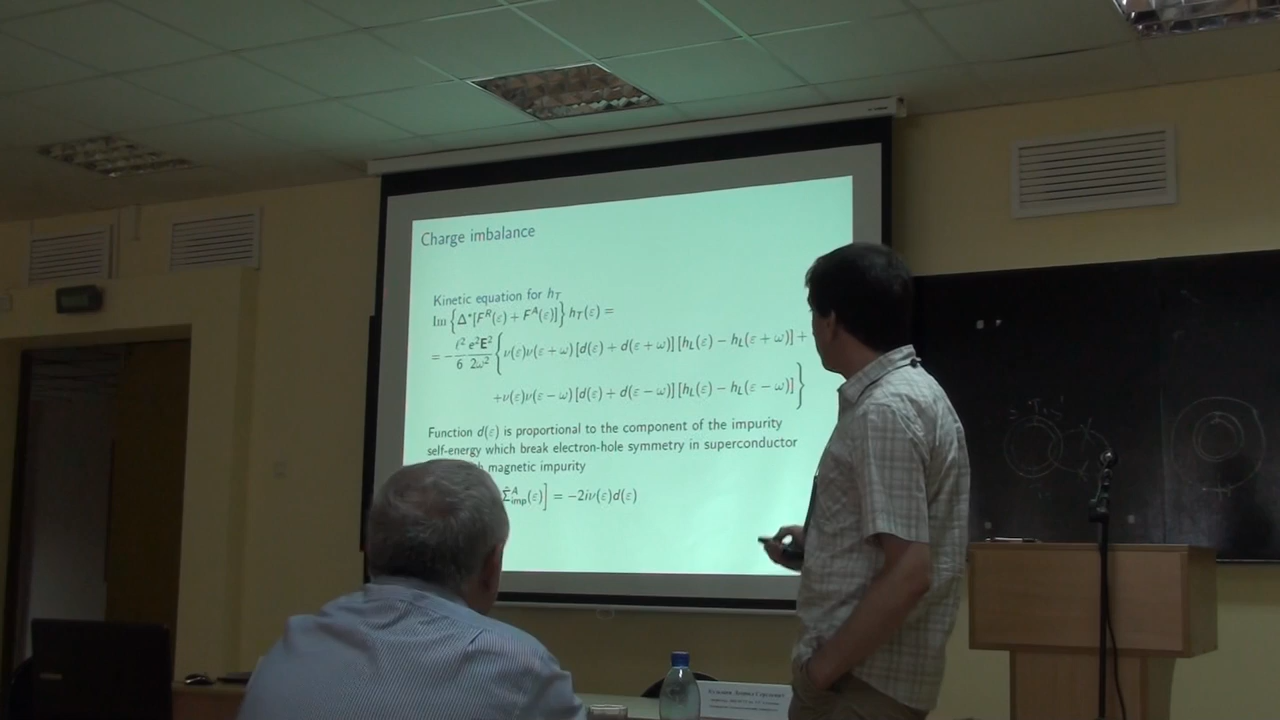 Charge imbalance
Kinetic equation for h_T
Im {Δ*[F^R(ε) + F^A(ε)]} h_T(ε) =
= −(ℓ²/6)(e²E²/2ω²) { ν(ε)ν(ε + ω) [d(ε) + d(ε + ω)] [h_L(ε) − h_L(ε + ω)] +
+ν(ε)ν(ε − ω) [d(ε) + d(ε − ω)] [h_L(ε) − h_L(ε − ω)] }
Function d(ε) is proportional to the component of the impurity
self-energy which break electron-hole symmetry in superconductor
magnetic impurity
Σ̂^A_imp(ε)] = −2iν(ε)d(ε)